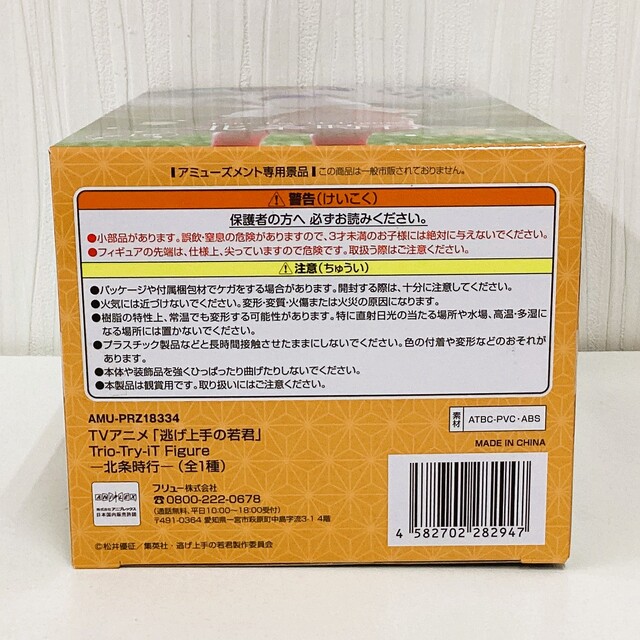 アミューズメント専用景品 この商品は一般市販されておりません。
警告(けいこく)
保護者の方へ 必ずお読みください。
●小部品があります。誤飲・窒息の危険がありますので、3才未満のお子様には絶対に与えないでください。
●フィギュアの先端は、仕様上、尖っていますので危険です。取扱う際はご注意ください。
注意(ちゅうい)
●パッケージや付属梱包材でケガをする場合があります。開封する際は、十分に注意してください。
●火気には近づけないでください。変形・変質・火傷または火災の原因になります。
●樹脂の特性上、常温でも変形する可能性があります。特に直射日光の当たる場所や水場、高温・多湿に
なる場所には置かないでください。
●プラスチック製品などと長時間接触させたままにしないでください。色の付着や変形などのおそれが
あります。
●本体や装飾品を強くひっぱったり曲げたりしないでください。
●本製品は観賞用です。取り扱いにはご注意ください。
AMU-PRZ18334
TVアニメ「逃げ上手の若君」
Trio-Try-iT Figure
―北条時行―(全1種)
素材 ATBC-PVC・ABS
MADE IN CHINA
株式会社アニプレックス
日本国内販売許諾
フリュー株式会社
☎0800-222-0678
(通話無料、平日10:00~18:00受付)
〒491-0364 愛知県一宮市萩原町中島字流3-1 4階
4 582702 282947
©松井優征/集英社・逃げ上手の若君製作委員会